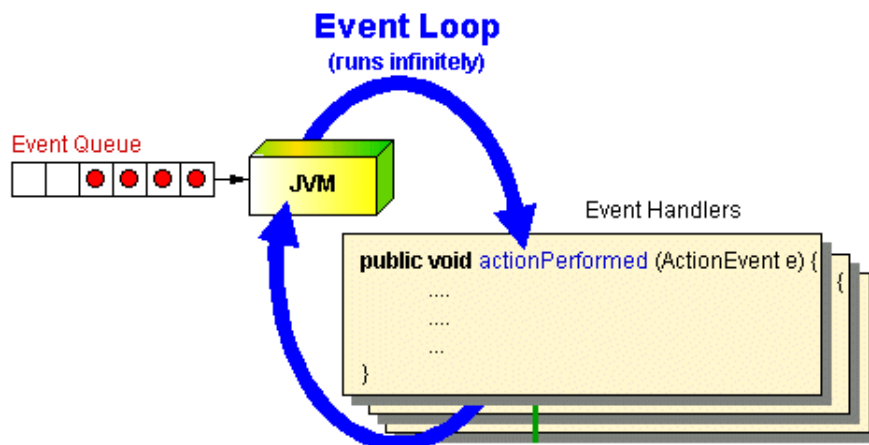 Event Loop
(runs infinitely)
Event Queue
JVM
Event Handlers
public void actionPerformed (ActionEvent e) {
{
....
....
...
}